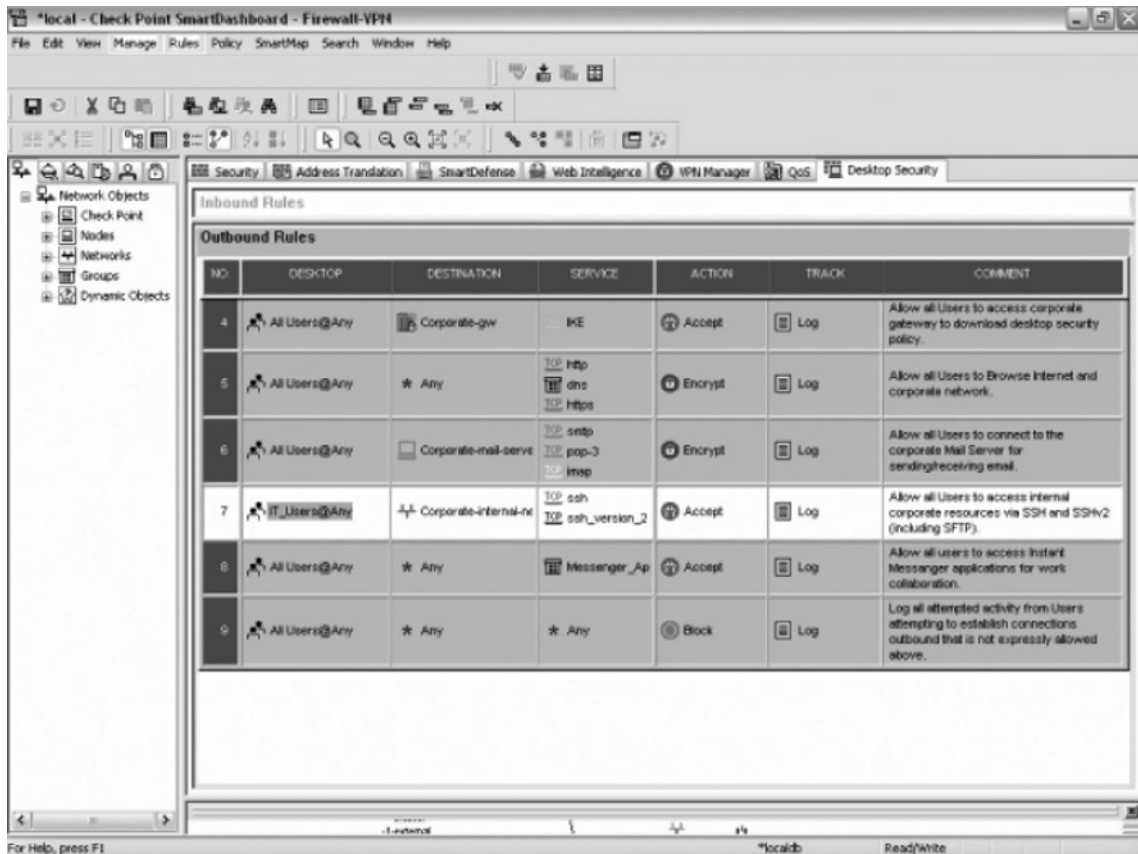 *local - Check Point SmartDashboard - Firewall-VPN
File Edit View Manage Rules Policy SmartMap Search Window Help
Security Address Translation SmartDefense Web Intelligence VPN Manager QoS Desktop Security
Network Objects
Check Point
Nodes
Networks
Groups
Dynamic Objects
Inbound Rules
Outbound Rules
NO. DESKTOP DESTINATION SERVICE ACTION TRACK COMMENT
4 All Users@Any Corporate-gw IKE Accept Log
Allow all Users to access corporate
gateway to download desktop security
policy.
5 All Users@Any * Any
TCP http
dns
TCP https
Encrypt Log
Allow all Users to Browse Internet and
corporate network.
6 All Users@Any Corporate-mail-serve
TCP smtp
TCP pop-3
TCP imap
Encrypt Log
Allow all Users to connect to the
corporate Mail Server for
sending/receiving email.
7 IT_Users@Any Corporate-internal-ne
TCP ssh
TCP ssh_version_2
Accept Log
Allow all Users to access internal
corporate resources via SSH and SSHv2
(including SFTP).
8 All Users@Any * Any Messenger_Ap Accept Log
Allow all users to access Instant
Messenger applications for work
collaboration.
9 All Users@Any * Any * Any Block Log
Log all attempted activity from Users
attempting to establish connections
outbound that is not expressly allowed
above.
-1-external
For Help, press F1 *localdb Read/Write